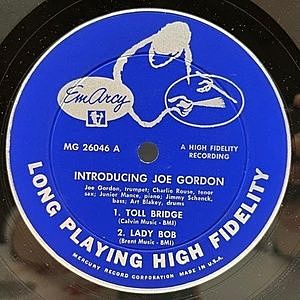 EmArcy
MG 26046 A
A HIGH FIDELITY
RECORDING
INTRODUCING JOE GORDON
Joe Gordon, trumpet; Charlie Rouse, tenor
sax; Junior Mance, piano; Jimmy Schenck,
bass; Art Blakey, drums
1. TOLL BRIDGE
(Calvin Music - BMI)
2. LADY BOB
(Brent Music - BMI)
LONG PLAYING HIGH FIDELITY
MERCURY RECORD CORPORATION MADE IN U.S.A.